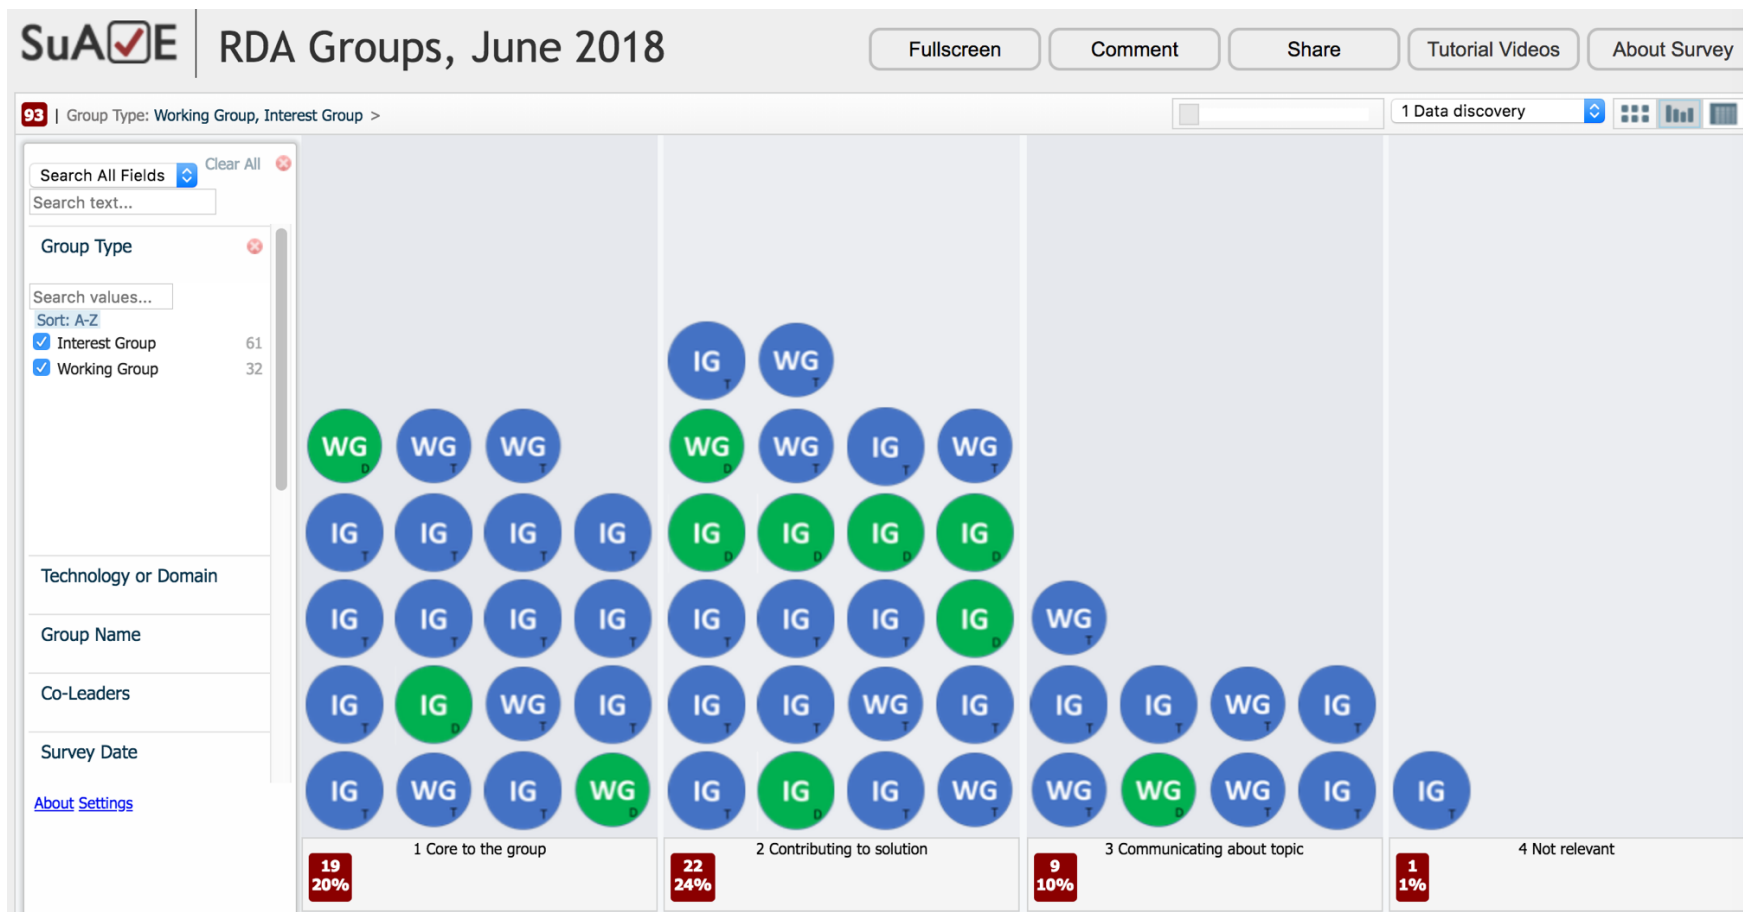 SuAVE RDA Groups, June 2018 Fullscreen Comment Share Tutorial Videos About Survey
93 | Group Type: Working Group, Interest Group > 1 Data discovery
Search All Fields Clear All
Search text...
Group Type
Search values...
Sort: A-Z
Interest Group 61
Working Group 32
Technology or Domain
Group Name
Co-Leaders
Survey Date
About Settings
IG T WG T
WG D WG T WG T WG D WG T IG T WG T
IG T IG T IG T IG T IG D IG D IG D IG D
IG T IG T IG T IG T IG T IG T IG T IG D WG T
IG T IG D WG T IG T IG T IG T WG T IG T IG T IG T WG T IG T
IG T WG T IG T WG D IG T IG D IG T WG T WG T WG D WG T IG T IG T
1 Core to the group 2 Contributing to solution 3 Communicating about topic 4 Not relevant
19 22 9 1
20% 24% 10% 1%